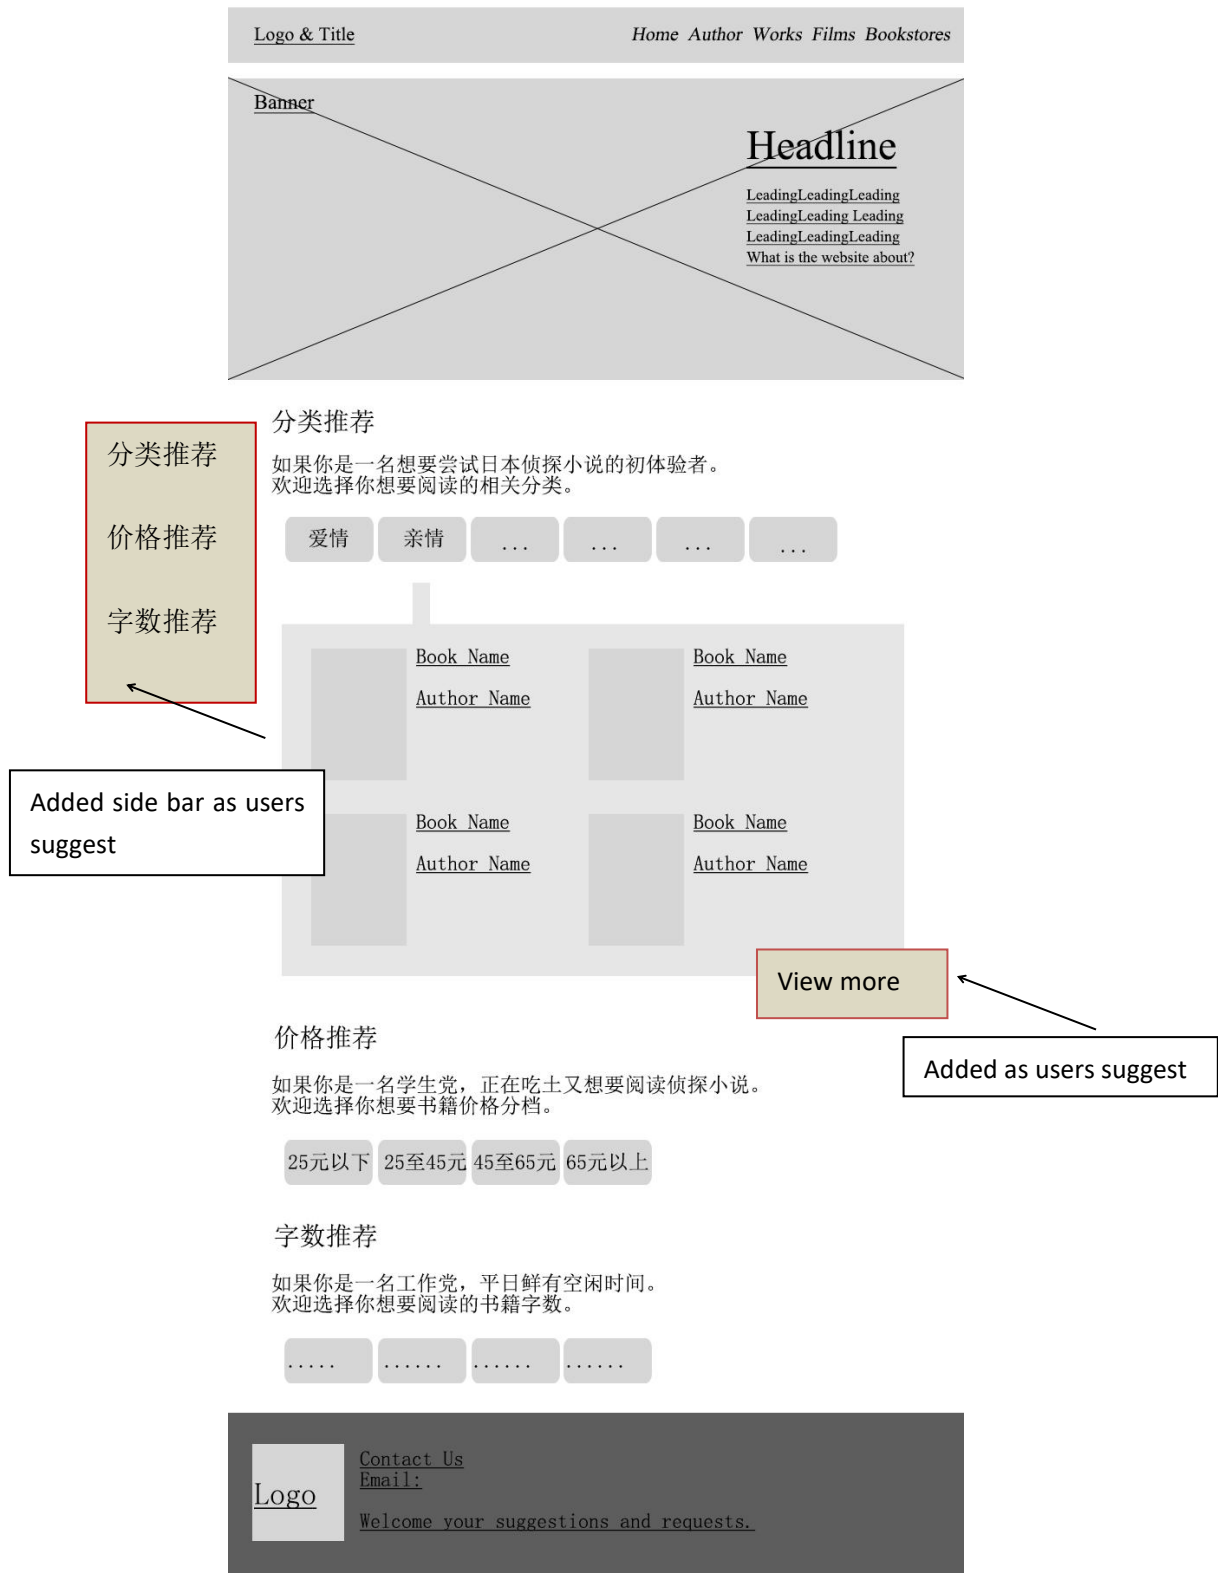 Logo & Title
Home Author Works Films Bookstores
Banner
Headline
LeadingLeadingLeading
LeadingLeading Leading
LeadingLeadingLeading
What is the website about?
分类推荐
价格推荐
字数推荐
Added side bar as users
suggest
分类推荐
如果你是一名想要尝试日本侦探小说的初体验者。
欢迎选择你想要阅读的相关分类。
爱情 亲情 ... ... ... ...
Book Name
Author Name
Book Name
Author Name
Book Name
Author Name
Book Name
Author Name
View more
Added as users suggest
价格推荐
如果你是一名学生党，正在吃土又想要阅读侦探小说。
欢迎选择你想要书籍价格分档。
25元以下 25至45元 45至65元 65元以上
字数推荐
如果你是一名工作党，平日鲜有空闲时间。
欢迎选择你想要阅读的书籍字数。
..... ...... ...... ......
Logo
Contact Us
Email:
Welcome your suggestions and requests.